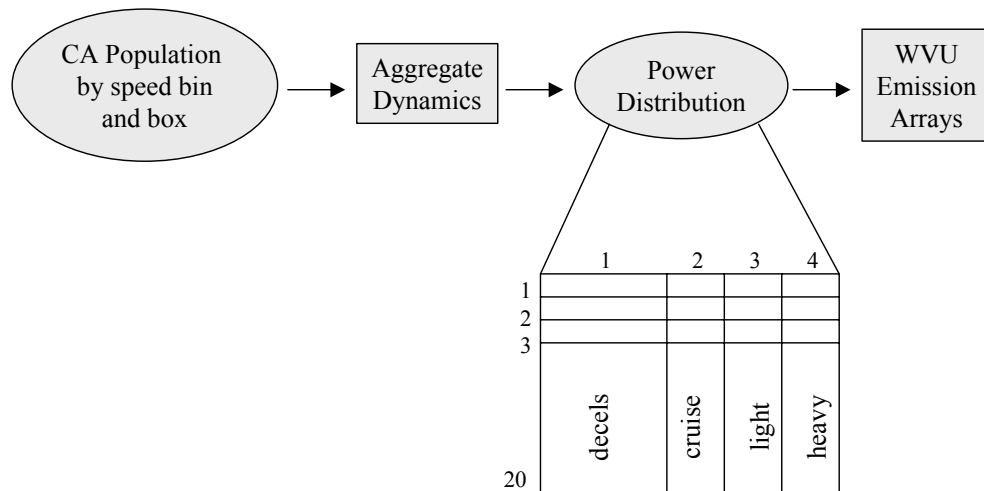 CA Population
by speed bin
and box
Aggregate
Dynamics
Power
Distribution
WVU
Emission
Arrays
1 2 3 4
1
2
3
decels
cruise
light
heavy
20